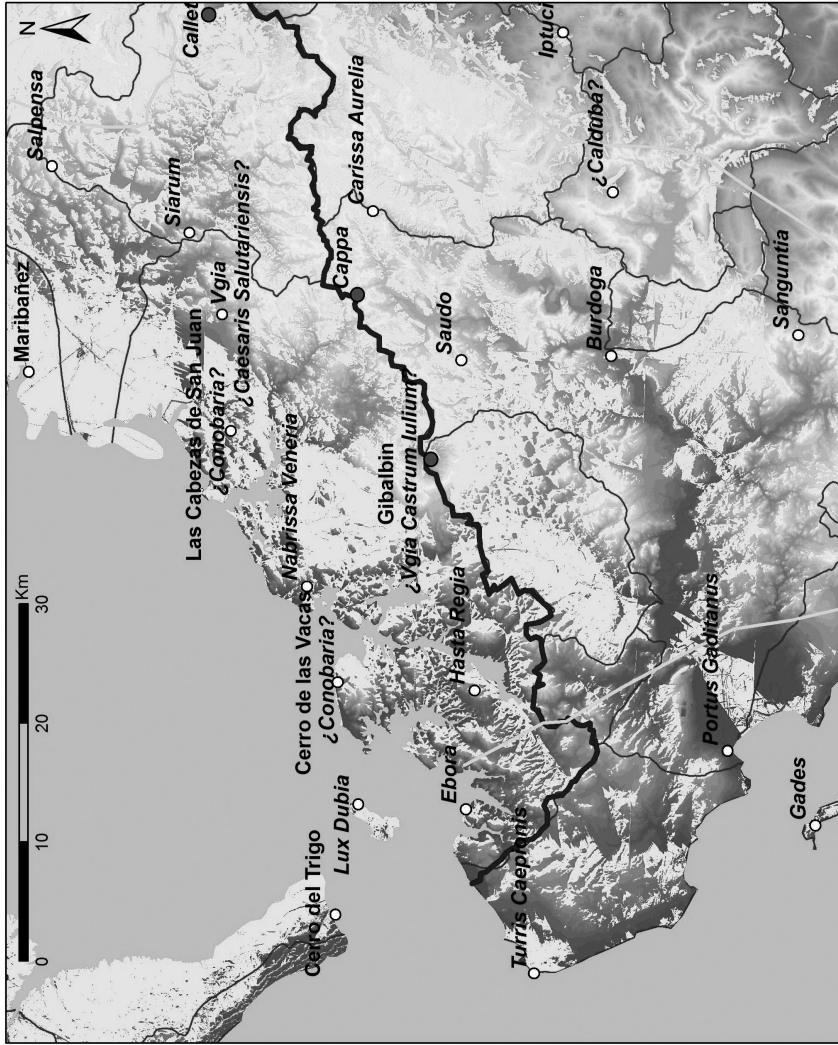 N
0
10
20
30
Km
Maribañez
Salpensa
Siarum
Callet
Las Cabezas de San Juan
¿Conobaria?
Vgia
¿Caesaris Salutariensis?
Nabrissa Veneria
Cerro de las Vacas
¿Conobaria?
Cerro del Trigo
Lux Dubia
Cappa
Carissa Aurelia
Gibalbin
¿Vgia Castrum Iulium?
Saudo
Ebora
Hasta Regia
Turris Caepionis
Iptuci
¿Calduba?
Burdoga
Portus Gaditanus
Sanguntia
Gades